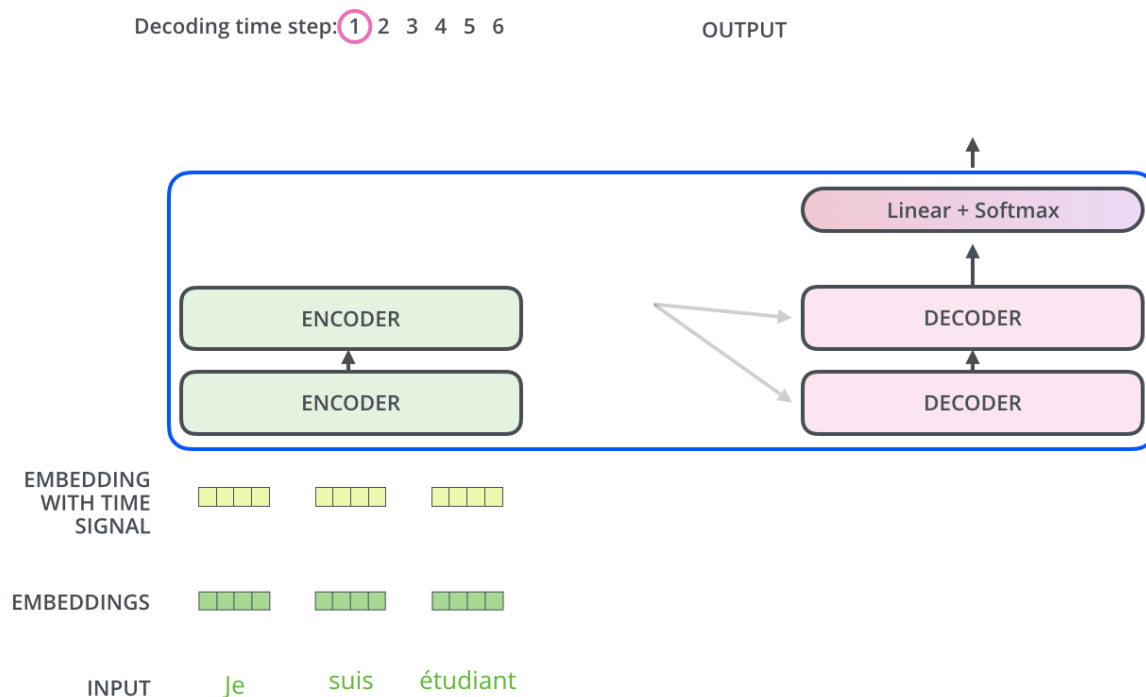 Decoding time step: 1 2 3 4 5 6
OUTPUT
Linear + Softmax
ENCODER
DECODER
ENCODER
DECODER
EMBEDDING
WITH TIME
SIGNAL
EMBEDDINGS
INPUT
Je
suis
étudiant